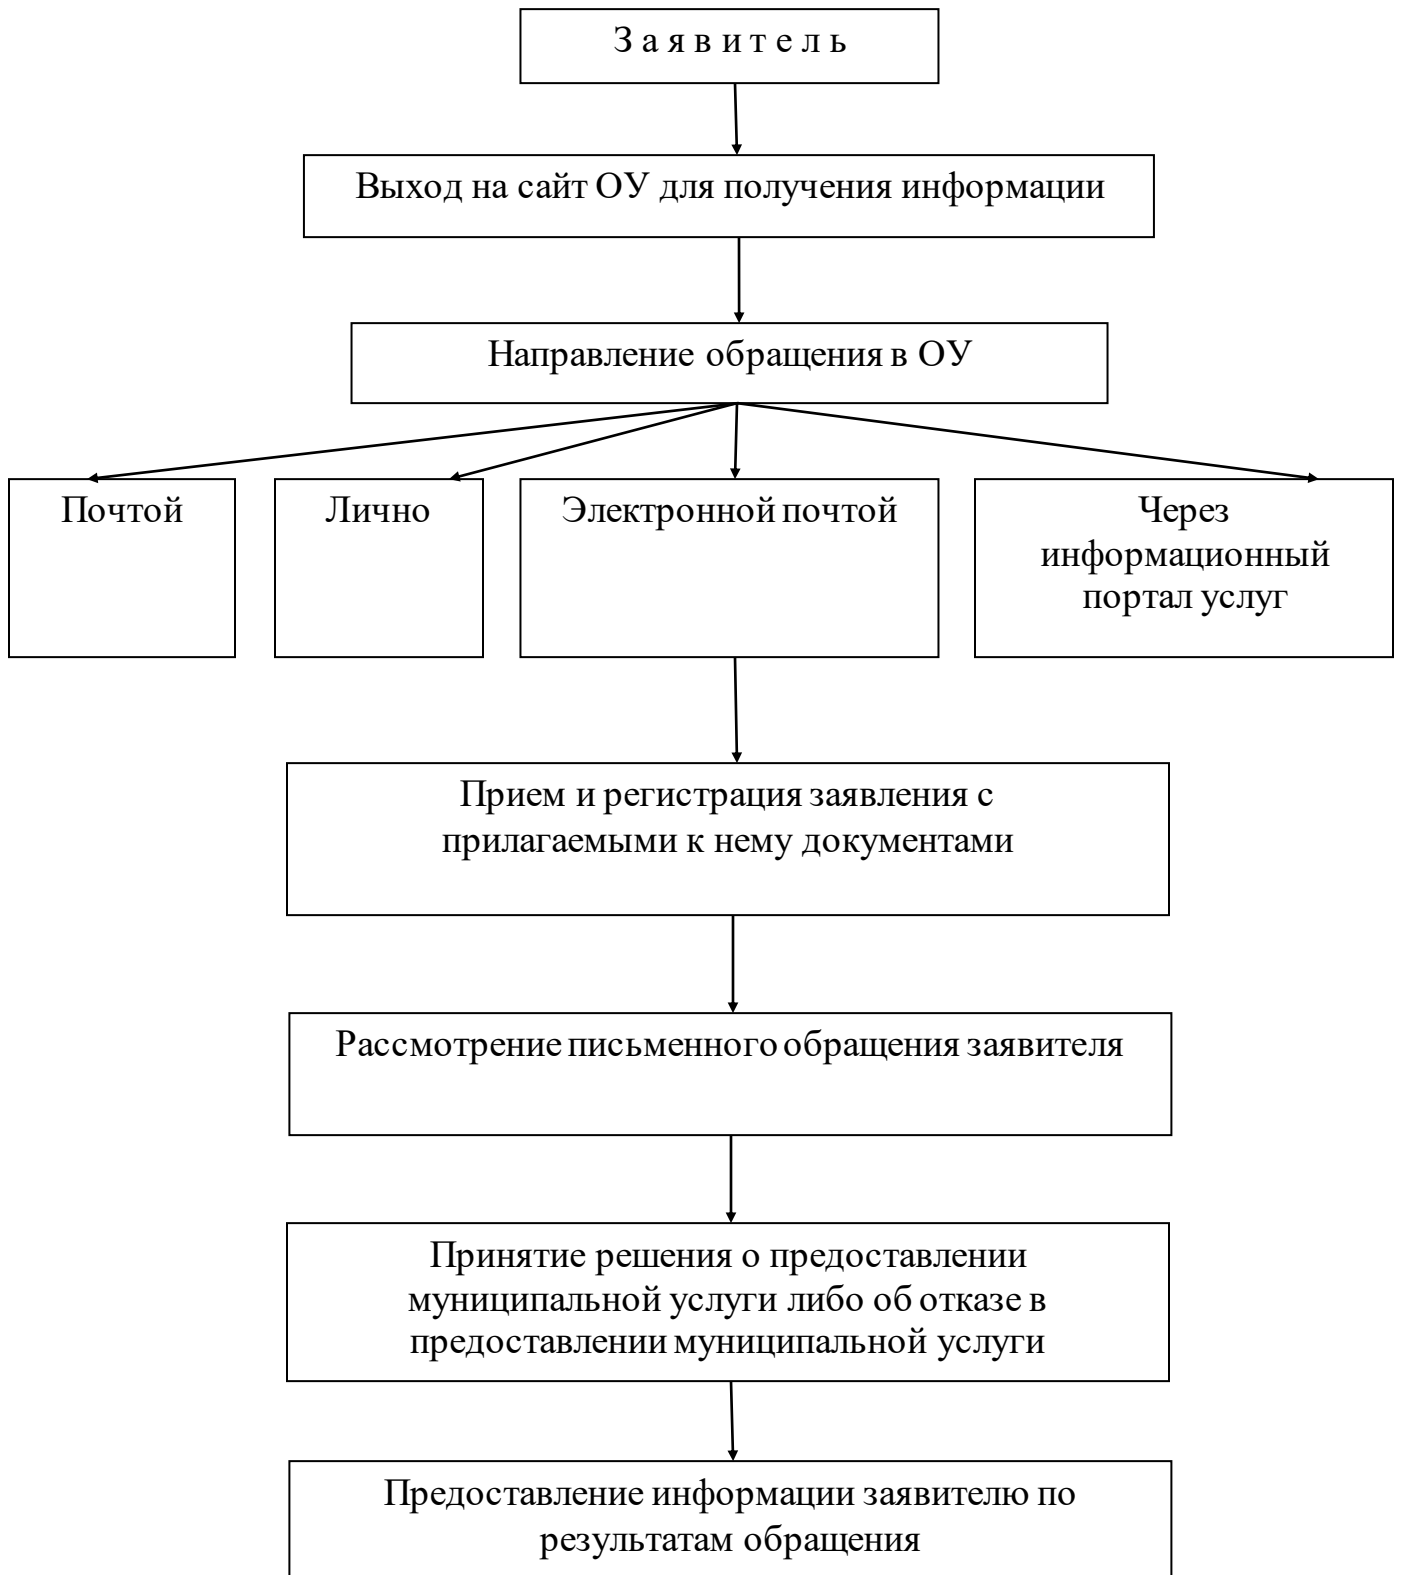 З а я в и т е л ь
Выход на сайт ОУ для получения информации
Направление обращения в ОУ
Почтой
Лично
Электронной почтой
Через
информационный
портал услуг
Прием и регистрация заявления с
прилагаемыми к нему документами
Рассмотрение письменного обращения заявителя
Принятие решения о предоставлении
муниципальной услуги либо об отказе в
предоставлении муниципальной услуги
Предоставление информации заявителю по
результатам обращения